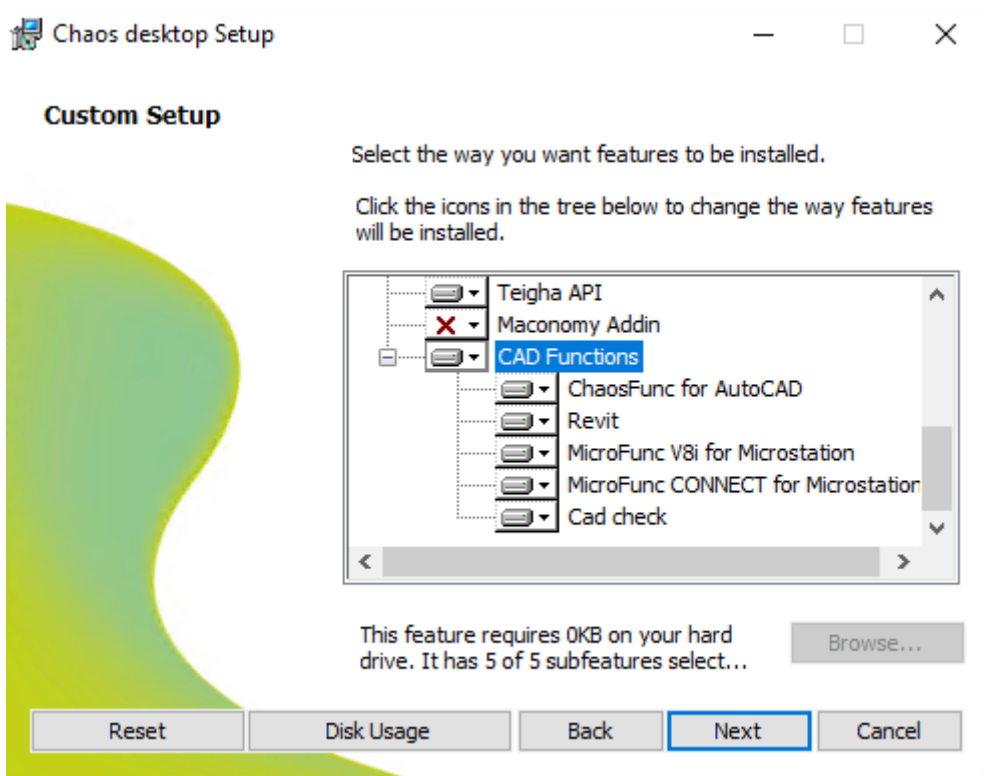 Chaos desktop Setup
Custom Setup
Select the way you want features to be installed.
Click the icons in the tree below to change the way features
will be installed.
Teigha API
Maconomy Addin
CAD Functions
ChaosFunc for AutoCAD
Revit
MicroFunc V8i for Microstation
MicroFunc CONNECT for Microstation
Cad check
This feature requires 0KB on your hard
drive. It has 5 of 5 subfeatures select...
Browse...
Reset
Disk Usage
Back
Next
Cancel